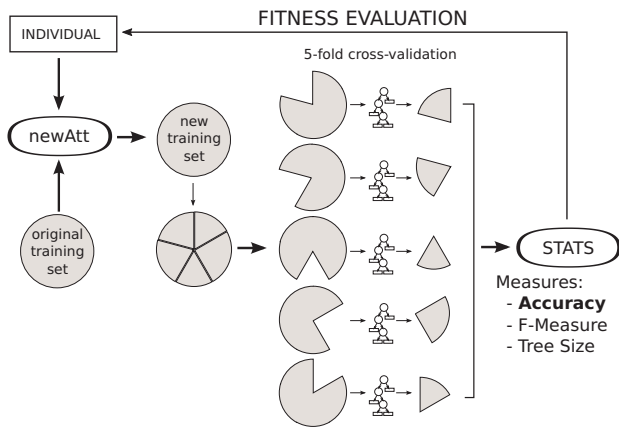 FITNESS EVALUATION
INDIVIDUAL
5-fold cross-validation
newAtt
new
training
set
original
training
set
STATS
Measures:
- Accuracy
- F-Measure
- Tree Size